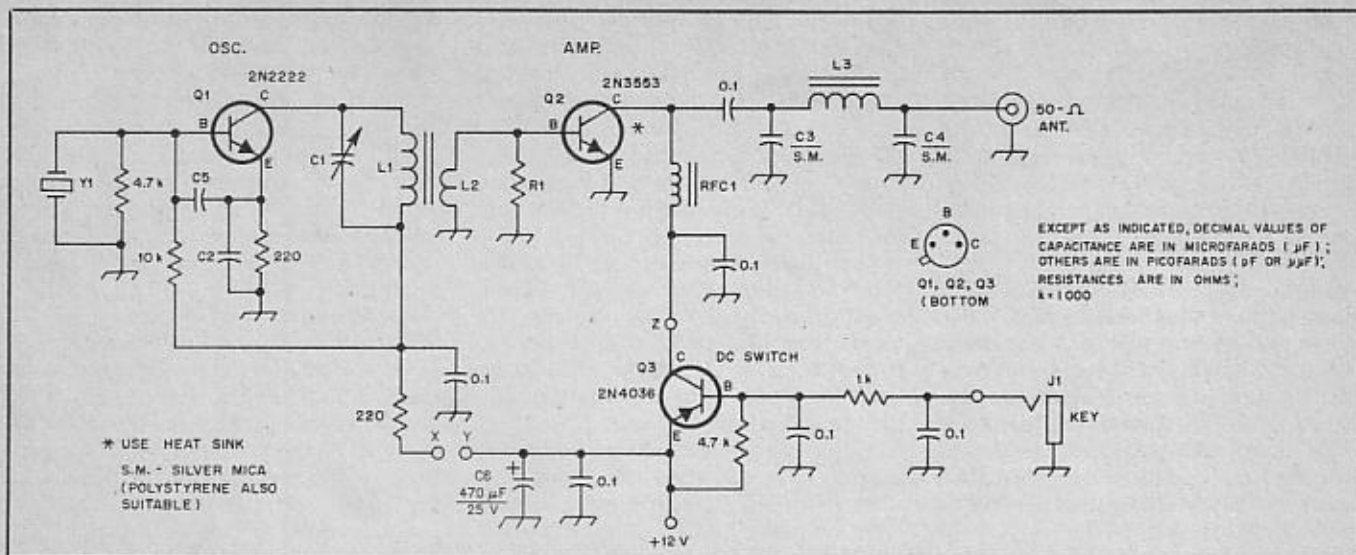 OSC.
2N2222
Q1
C
B
E
Y1
4.7 k
C5
10 k
C2
220
C1
L1
L2
AMP.
2N3553
Q2
C
B
E
*
R1
0.1
L3
C3
S.M.
C4
S.M.
50-Ω
ANT.
RFC1
0.1
B
E
C
Q1, Q2, Q3
(BOTTOM
EXCEPT AS INDICATED, DECIMAL VALUES OF
CAPACITANCE ARE IN MICROFARADS (µF);
OTHERS ARE IN PICOFARADS (pF OR µµF);
RESISTANCES ARE IN OHMS;
k=1000
0.1
220
X
Y
C6
+
470 µF
25 V
0.1
Z
C
DC SWITCH
Q3
2N4036
B
E
4.7 k
0.1
1k
0.1
J1
KEY
+12 V
* USE HEAT SINK
S.M. - SILVER MICA
(POLYSTYRENE ALSO
SUITABLE)